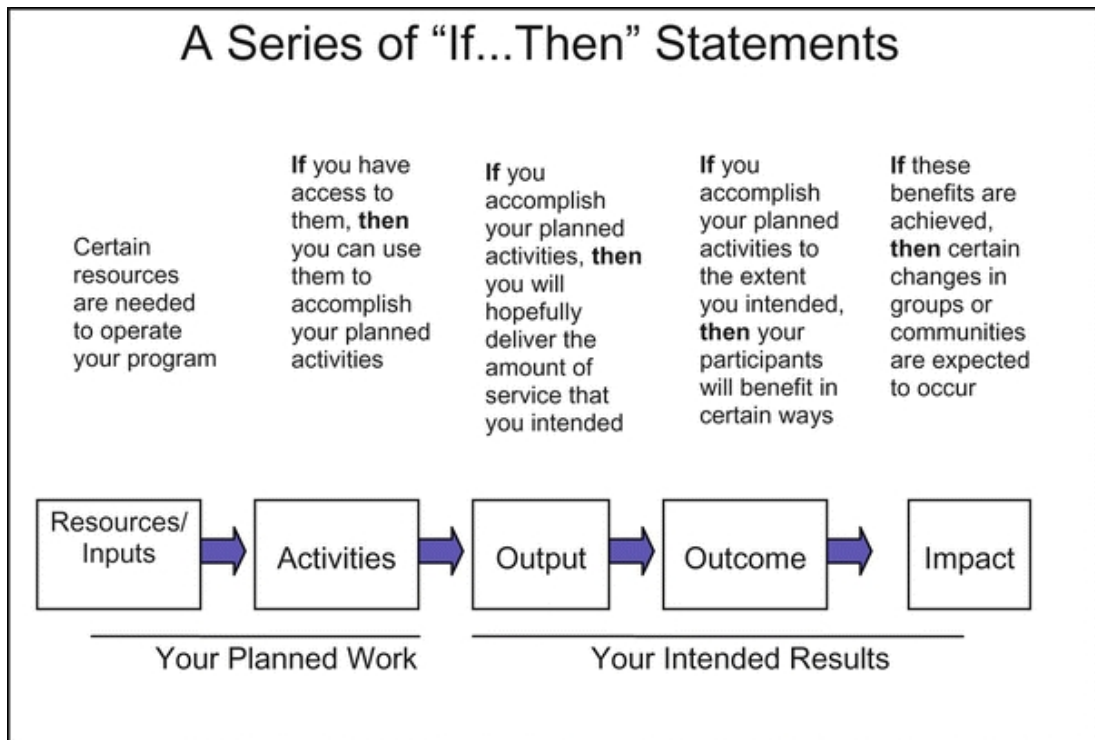 A Series of “If...Then” Statements
Certain
resources
are needed
to operate
your program
If you have
access to
them, then
you can use
them to
accomplish
your planned
activities
If you
accomplish
your planned
activities, then
you will
hopefully
deliver the
amount of
service that
you intended
If you
accomplish
your planned
activities to
the extent
you intended,
then your
participants
will benefit in
certain ways
If these
benefits are
achieved,
then certain
changes in
groups or
communities
are expected
to occur
Resources/
Inputs
Activities
Output
Outcome
Impact
Your Planned Work
Your Intended Results